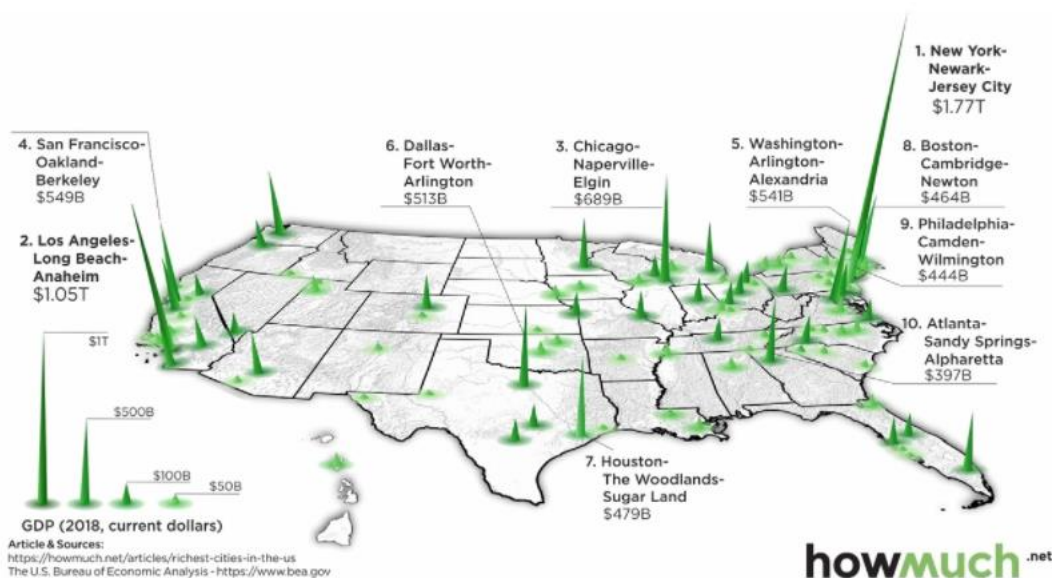 1. New York-
Newark-
Jersey City
$1.77T
4. San Francisco-
Oakland-
Berkeley
$549B
6. Dallas-
Fort Worth-
Arlington
$513B
3. Chicago-
Naperville-
Elgin
$689B
5. Washington-
Arlington-
Alexandria
$541B
8. Boston-
Cambridge-
Newton
$464B
2. Los Angeles-
Long Beach-
Anaheim
$1.05T
9. Philadelphia-
Camden-
Wilmington
$444B
10. Atlanta-
Sandy Springs-
Alpharetta
$397B
7. Houston-
The Woodlands-
Sugar Land
$479B
$1T
$500B
$100B
$50B
GDP (2018, current dollars)
Article & Sources:
https://howmuch.net/articles/richest-cities-in-the-us
The U.S. Bureau of Economic Analysis - https://www.bea.gov
howmuch.net